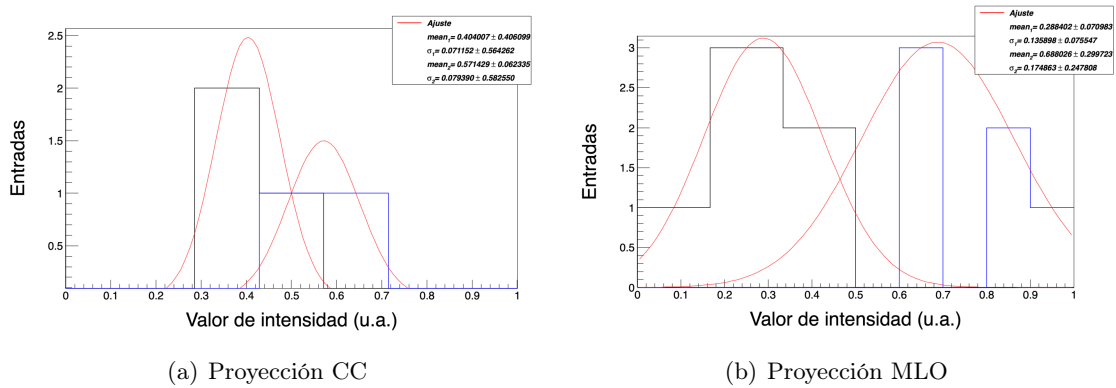 Ajuste
mean₁= 0.404007 ± 0.406099
σ₁= 0.071152 ± 0.564262
mean₂= 0.571429 ± 0.062335
σ₂= 0.079390 ± 0.582550
Entradas
2.5
2
1.5
1
0.5
0 0.1 0.2 0.3 0.4 0.5 0.6 0.7 0.8 0.9 1
Valor de intensidad (u.a.)
(a) Proyección CC
Ajuste
mean₁= 0.288402 ± 0.070983
σ₁= 0.135898 ± 0.075547
mean₂= 0.688026 ± 0.299723
σ₂= 0.174863 ± 0.247808
Entradas
3
2.5
2
1.5
1
0.5
0
0 0.1 0.2 0.3 0.4 0.5 0.6 0.7 0.8 0.9 1
Valor de intensidad (u.a.)
(b) Proyección MLO